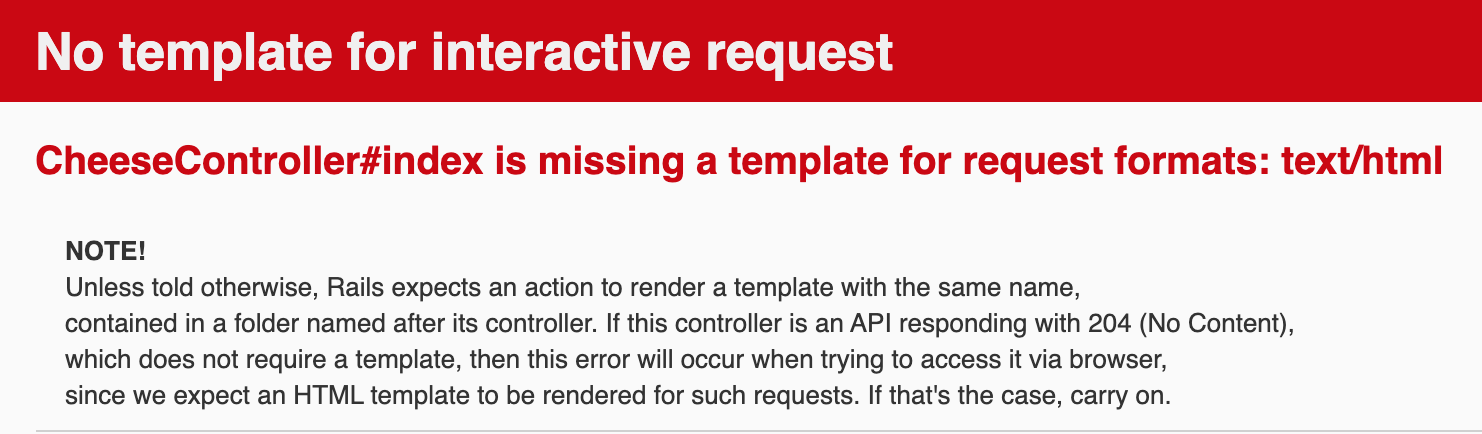 No template for interactive request
CheeseController#index is missing a template for request formats: text/html
NOTE!
Unless told otherwise, Rails expects an action to render a template with the same name,
contained in a folder named after its controller. If this controller is an API responding with 204 (No Content),
which does not require a template, then this error will occur when trying to access it via browser,
since we expect an HTML template to be rendered for such requests. If that's the case, carry on.